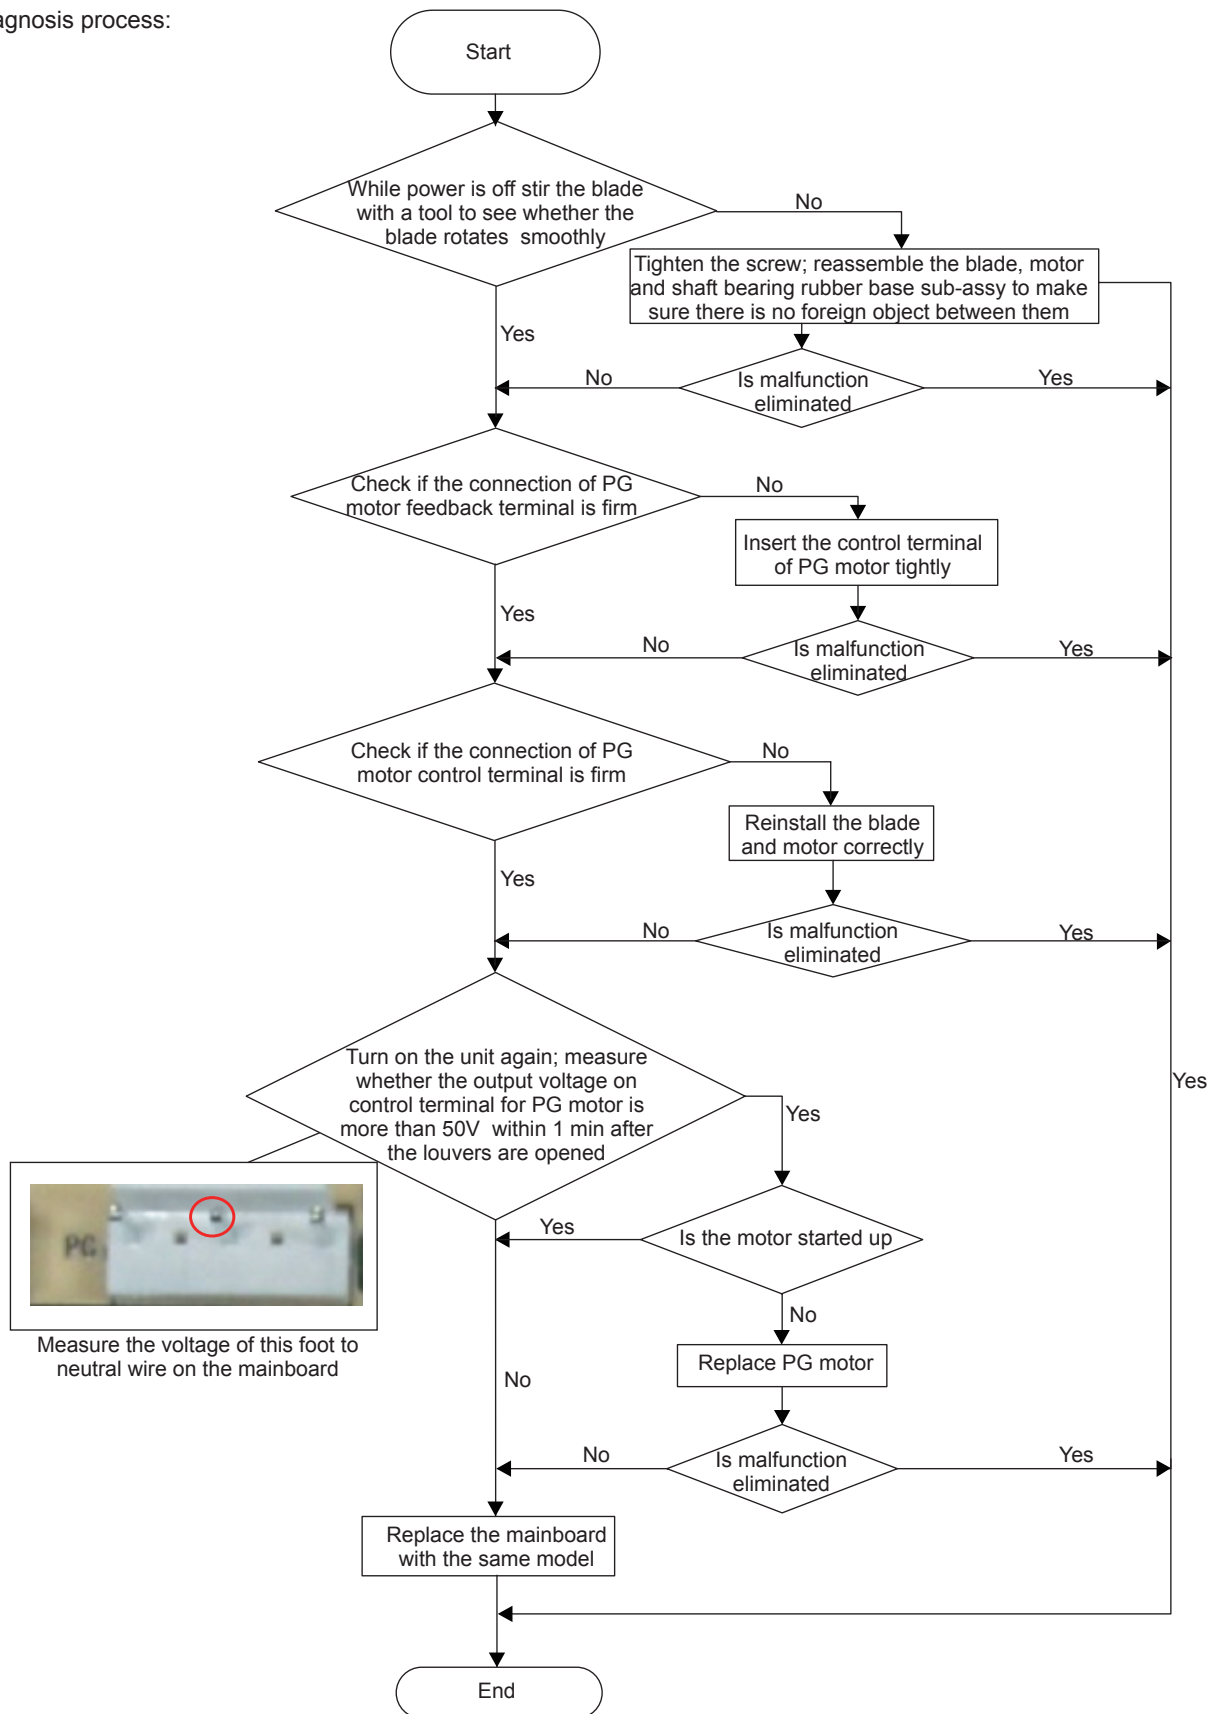 agnosis process:
Start
While power is off stir the blade
with a tool to see whether the
blade rotates smoothly
No
Tighten the screw; reassemble the blade, motor
and shaft bearing rubber base sub-assy to make
sure there is no foreign object between them
Yes
No
Is malfunction
eliminated
Yes
Check if the connection of PG
motor feedback terminal is firm
No
Insert the control terminal
of PG motor tightly
Yes
No
Is malfunction
eliminated
Yes
Check if the connection of PG
motor control terminal is firm
No
Reinstall the blade
and motor correctly
Yes
No
Is malfunction
eliminated
Yes
Turn on the unit again; measure
whether the output voltage on
control terminal for PG motor is
more than 50V within 1 min after
the louvers are opened
Yes
Yes
PG
Measure the voltage of this foot to
neutral wire on the mainboard
Yes
Is the motor started up
No
Replace PG motor
No
No
Is malfunction
eliminated
Yes
Replace the mainboard
with the same model
End